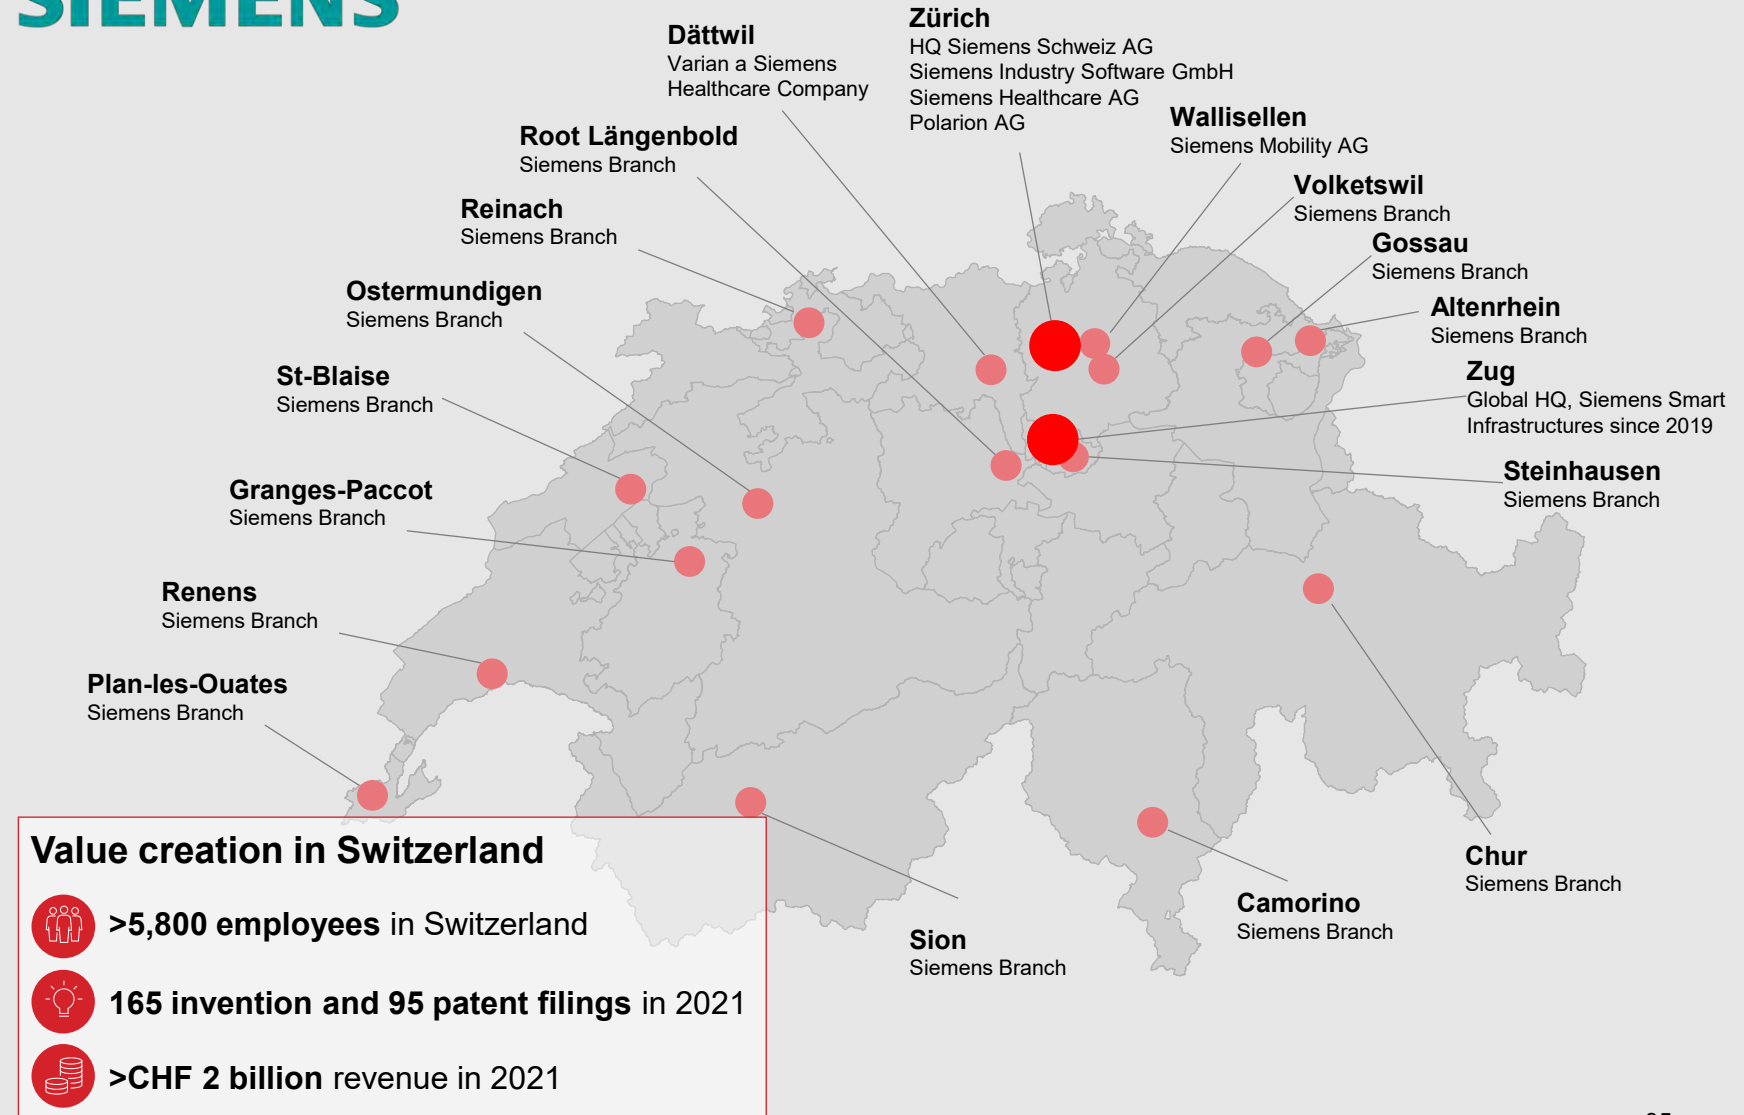 SIEMENS
Dättwil
Varian a Siemens
Healthcare Company
Zürich
HQ Siemens Schweiz AG
Siemens Industry Software GmbH
Siemens Healthcare AG
Polarion AG
Wallisellen
Siemens Mobility AG
Root Längenbold
Siemens Branch
Volketswil
Siemens Branch
Reinach
Siemens Branch
Gossau
Siemens Branch
Ostermundigen
Siemens Branch
Altenrhein
Siemens Branch
St-Blaise
Siemens Branch
Zug
Global HQ, Siemens Smart
Infrastructures since 2019
Steinhausen
Siemens Branch
Granges-Paccot
Siemens Branch
Renens
Siemens Branch
Plan-les-Ouates
Siemens Branch
Chur
Siemens Branch
Camorino
Siemens Branch
Sion
Siemens Branch
Value creation in Switzerland
>5,800 employees in Switzerland
165 invention and 95 patent filings in 2021
>CHF 2 billion revenue in 2021